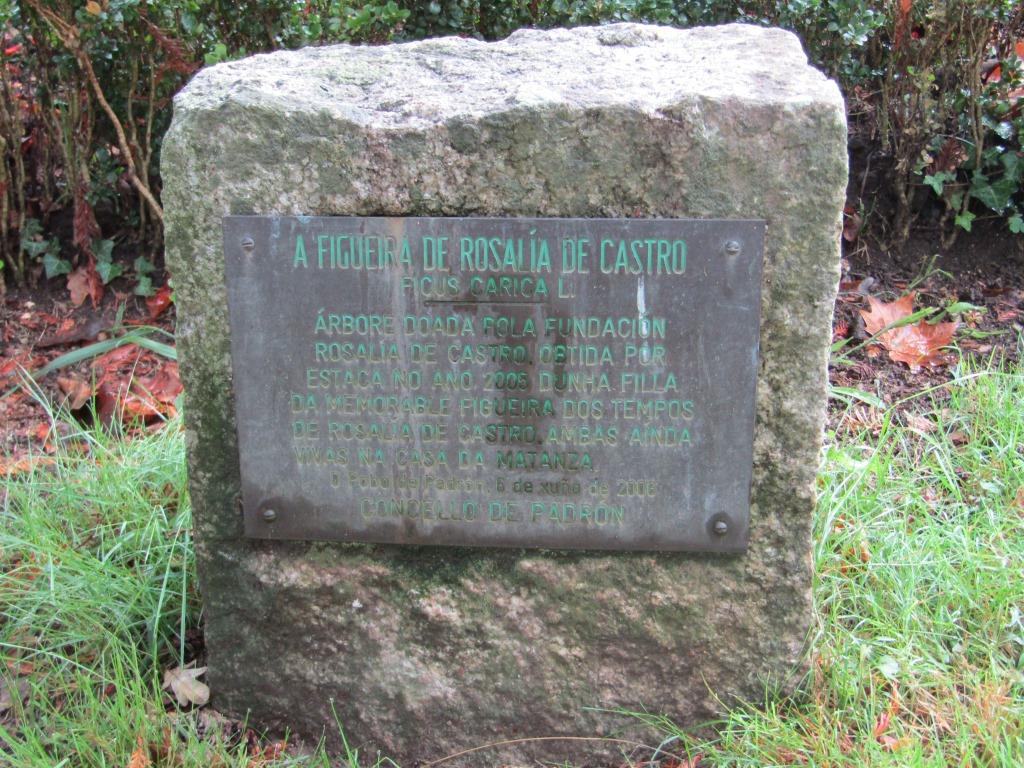 A FIGUEIRA DE ROSALÍA DE CASTRO
FICUS CARICA L.
ÁRBORE DOADA POLA FUNDACIÓN
ROSALÍA DE CASTRO, OBTIDA POR
ESTACA NO ANO 2005 DUNHA FILLA
DA MEMORABLE FIGUEIRA DOS TEMPOS
DE ROSALÍA DE CASTRO, AMBAS AÍNDA
VIVAS NA CASA DA MATANZA.
O Pobo de Padrón, 6 de xuño de 2006
CONCELLO DE PADRÓN